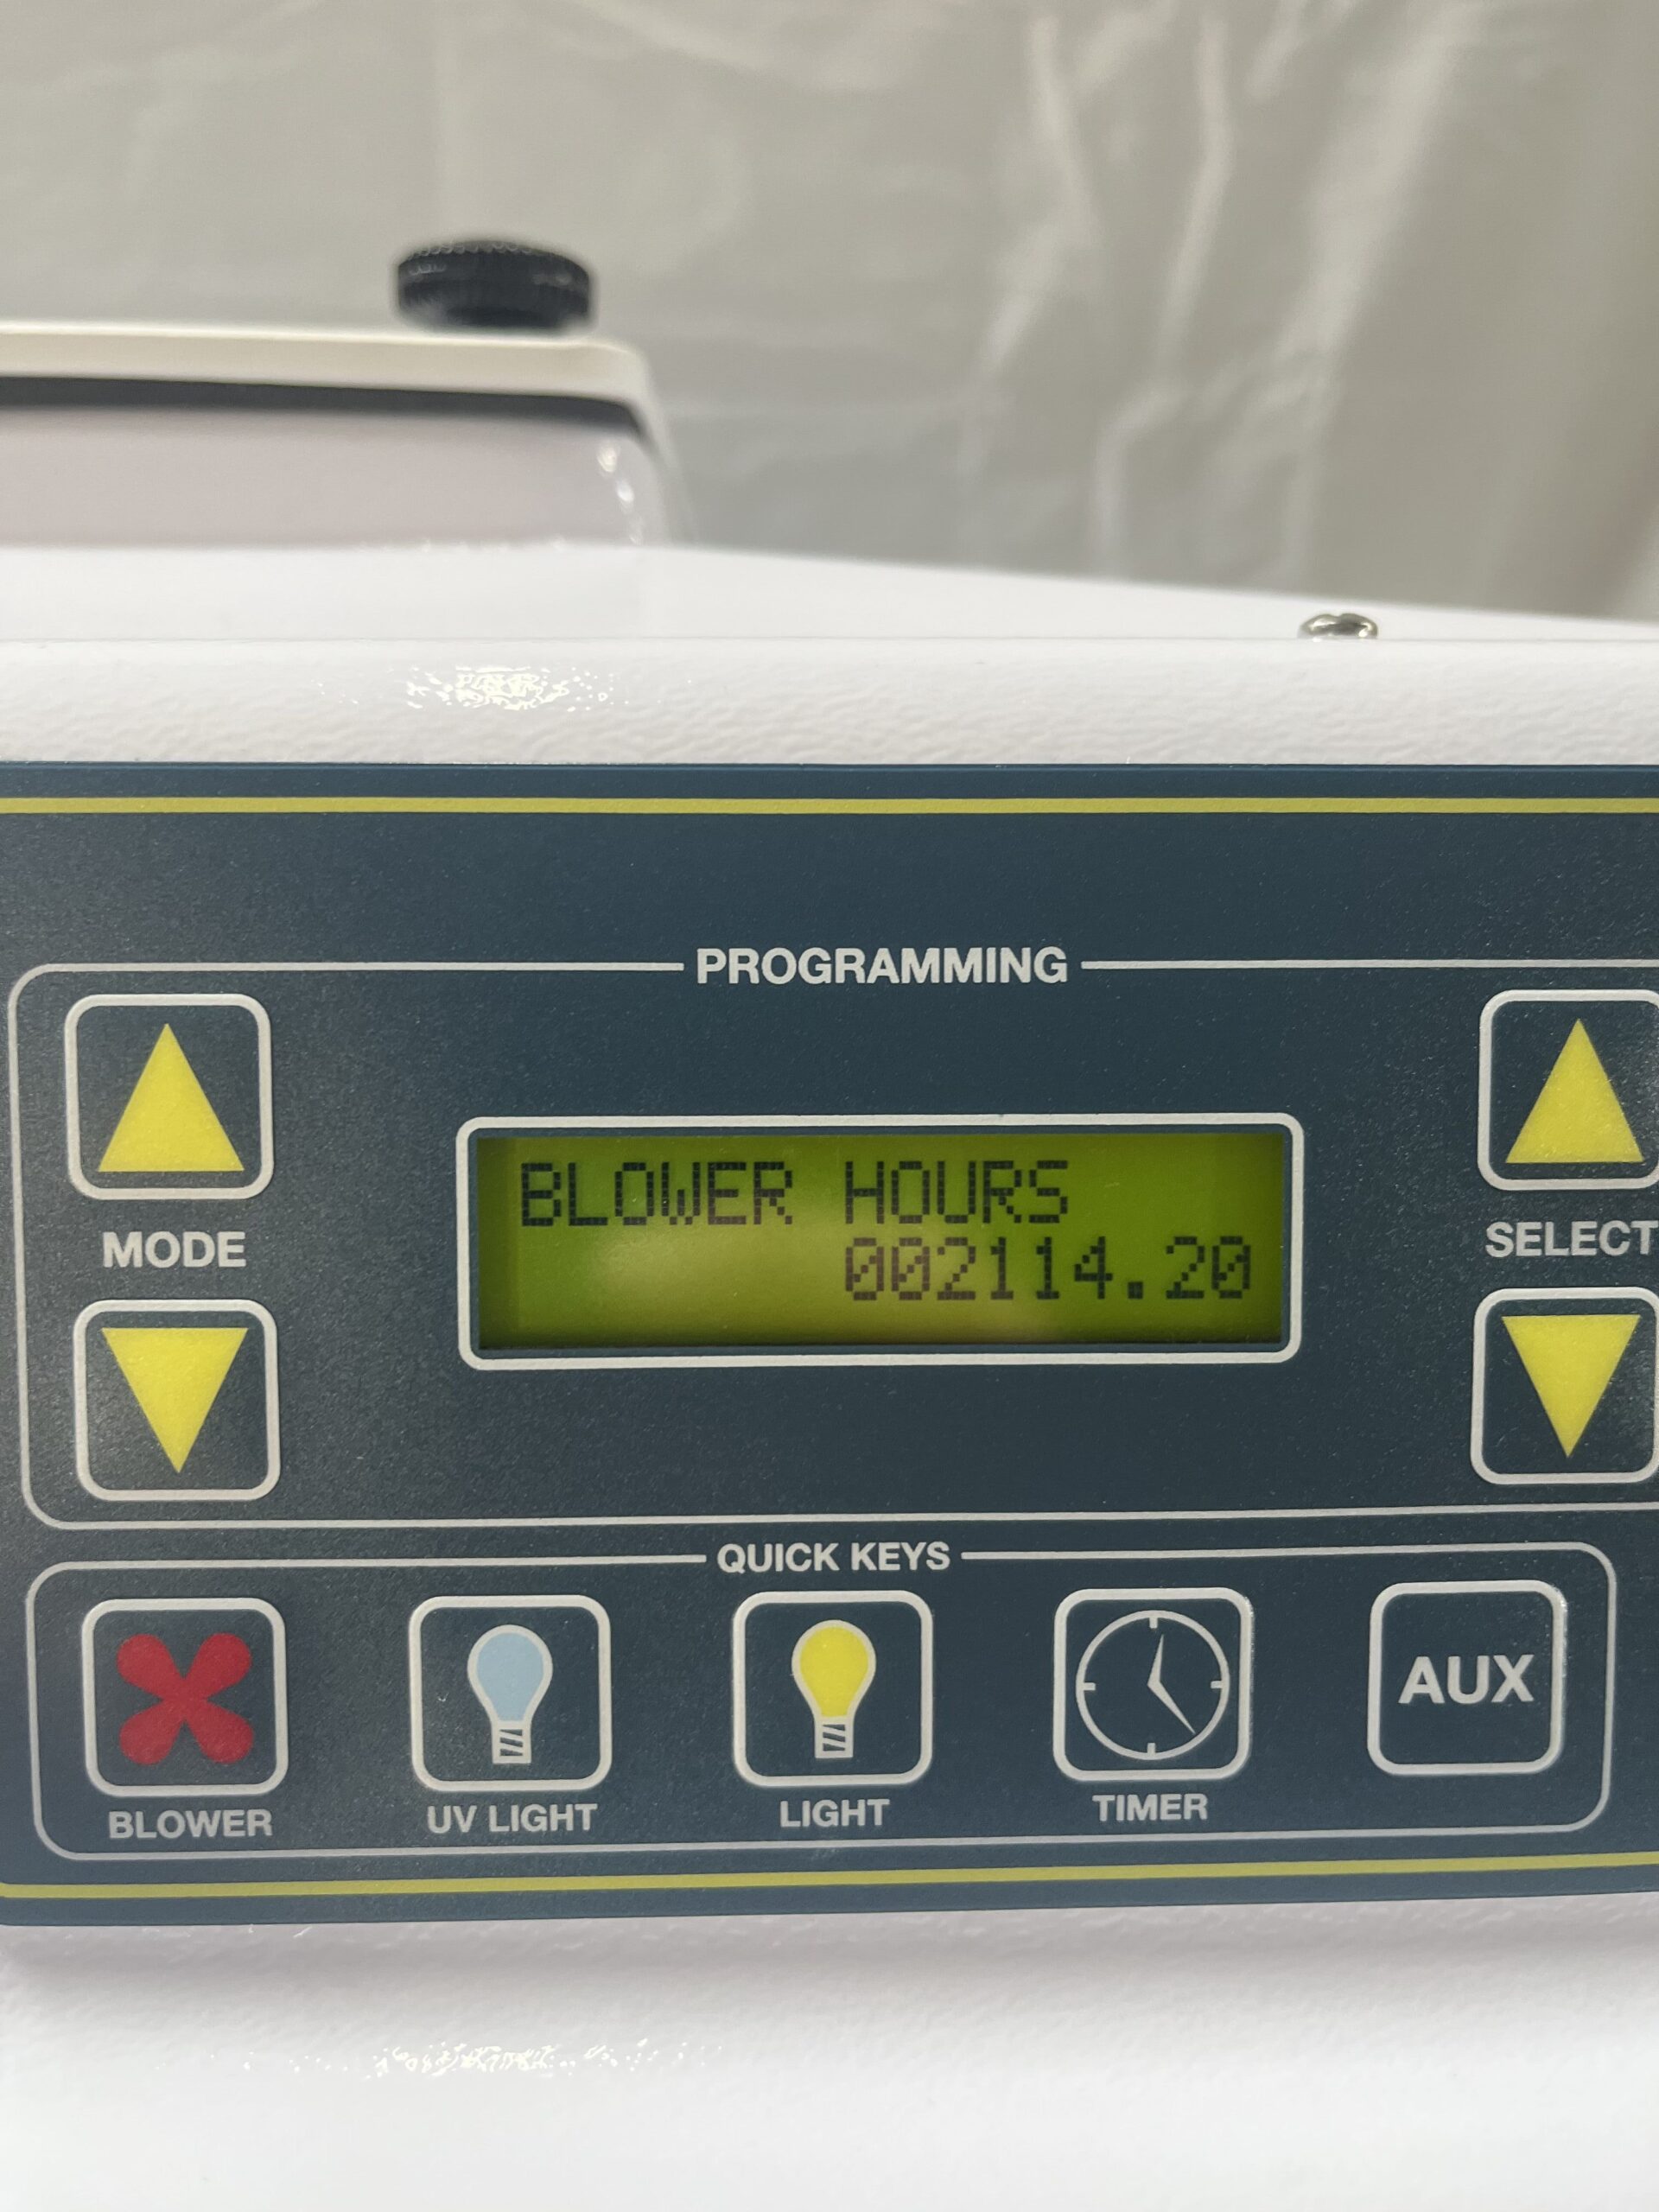 PROGRAMMING
MODE
BLOWER HOURS
002114.20
SELECT
QUICK KEYS
AUX
BLOWER
UV LIGHT
LIGHT
TIMER